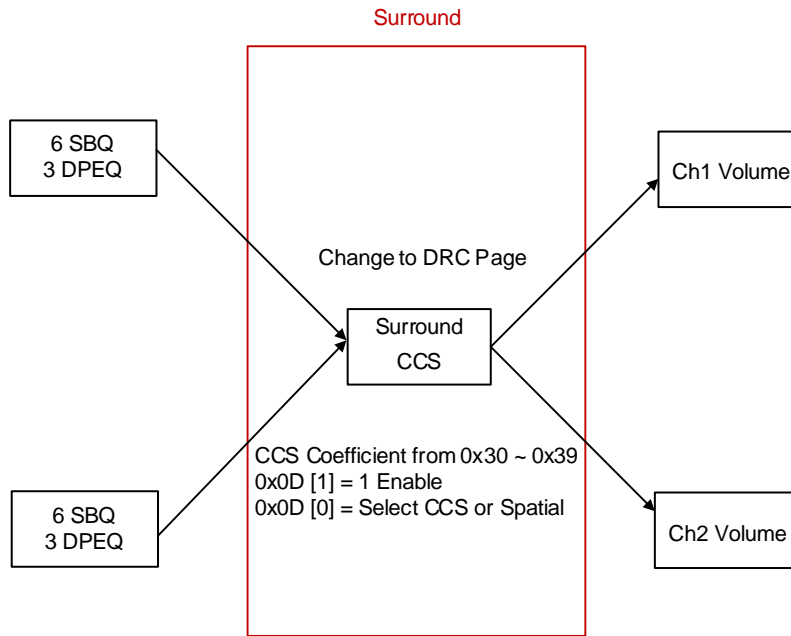 Surround
6 SBQ
3 DPEQ
Ch1 Volume
Change to DRC Page
Surround
CCS
CCS Coefficient from 0x30 ~ 0x39
0x0D [1] = 1 Enable
0x0D [0] = Select CCS or Spatial
6 SBQ
3 DPEQ
Ch2 Volume